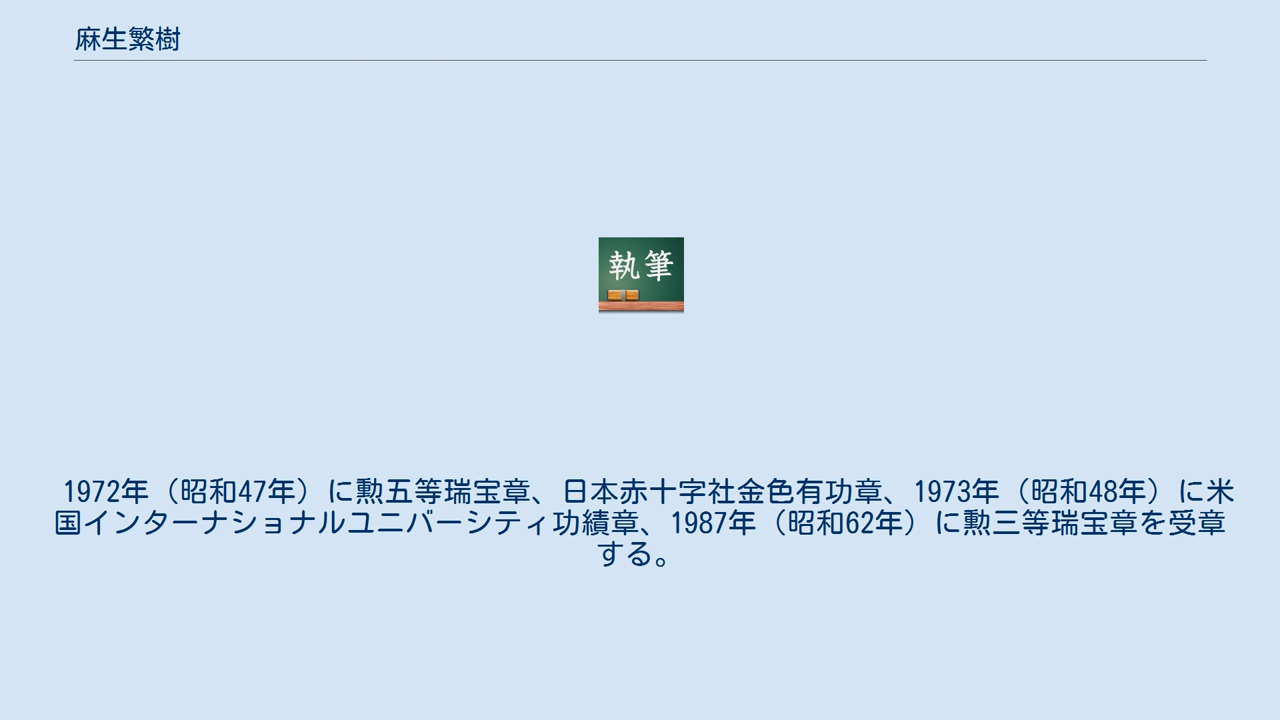 麻生繁樹
執筆
1972年（昭和47年）に勲五等瑞宝章、日本赤十字社金色有功章、1973年（昭和48年）に米
国インターナショナルユニバーシティ功績章、1987年（昭和62年）に勲三等瑞宝章を受章
する。